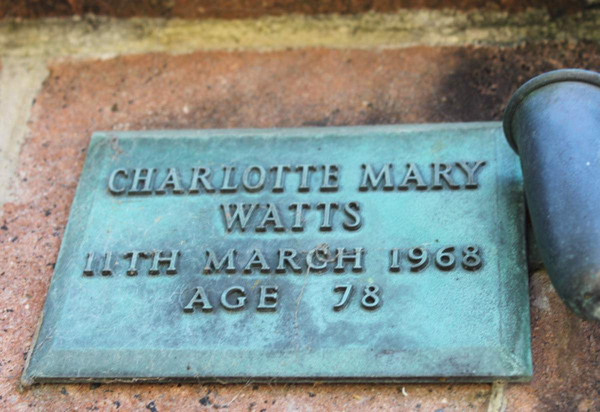 CHARLOTTE MARY
WATTS
11TH MARCH 1968
AGE 78